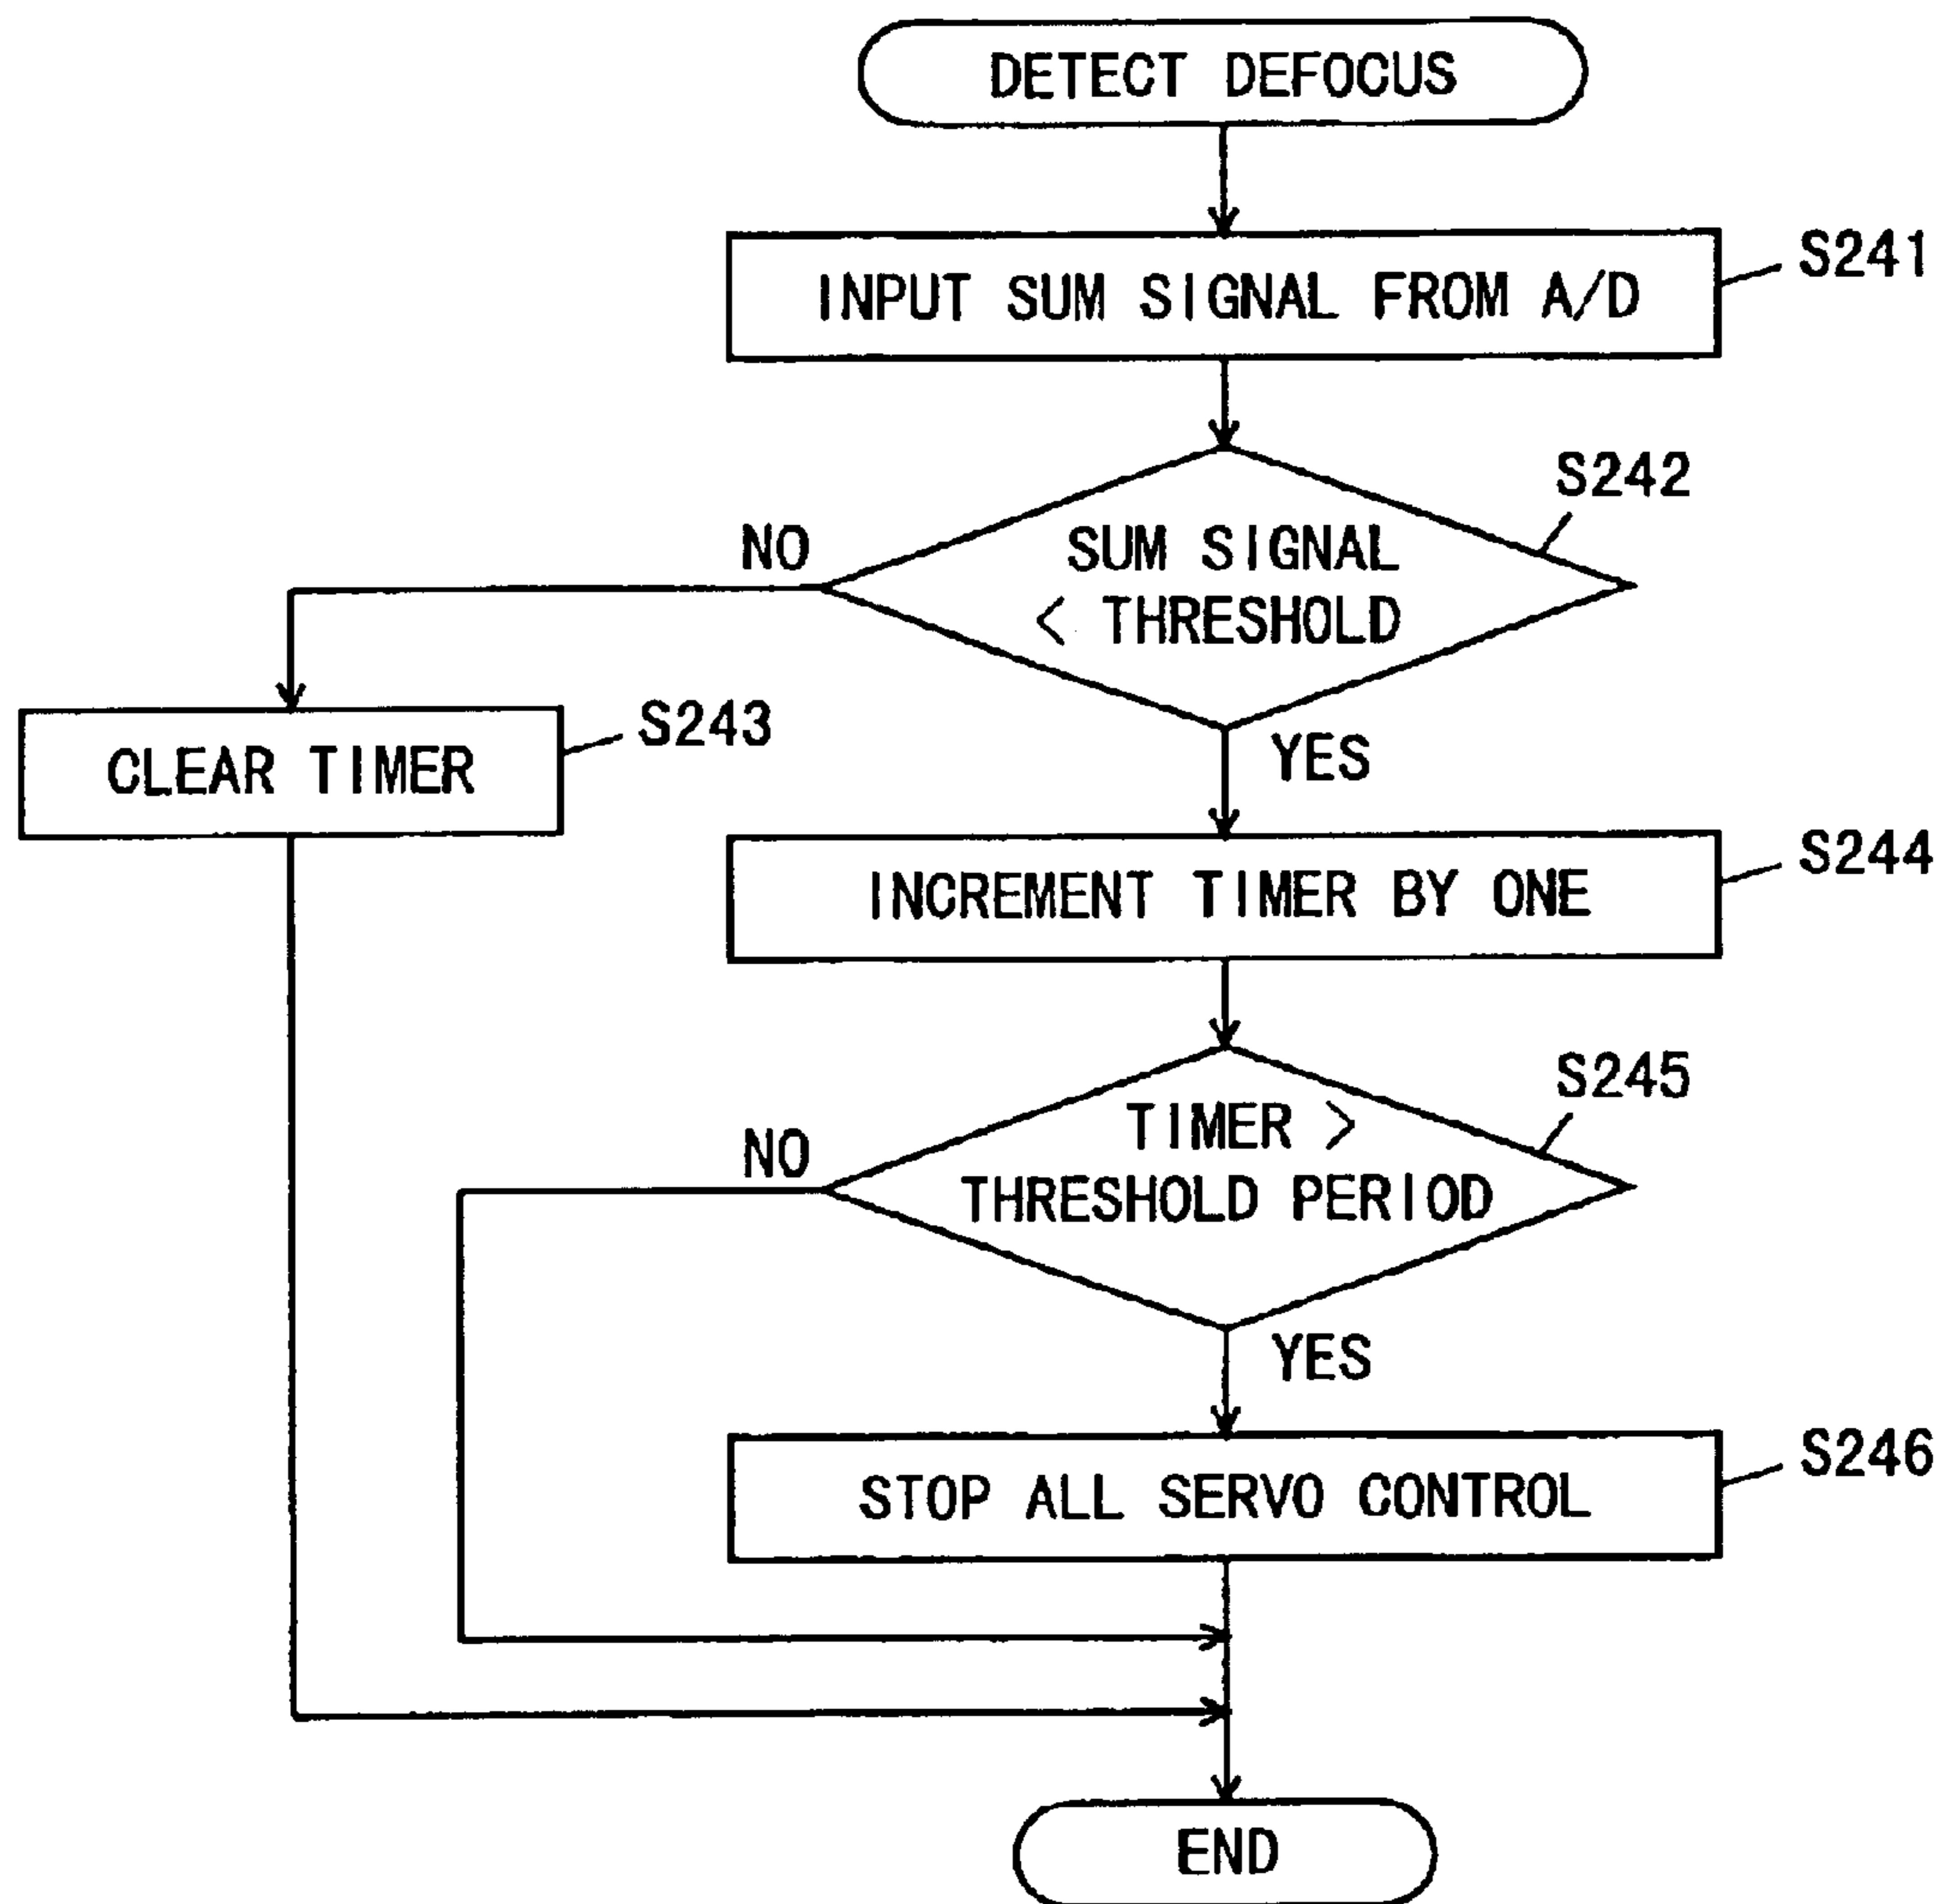 DETECT DEFOCUS
INPUT SUM SIGNAL FROM A/D
S241
S242
SUM SIGNAL
< THRESHOLD
NO
YES
CLEAR TIMER
S243
INCREMENT TIMER BY ONE
S244
S245
TIMER >
THRESHOLD PERIOD
NO
YES
STOP ALL SERVO CONTROL
S246
END